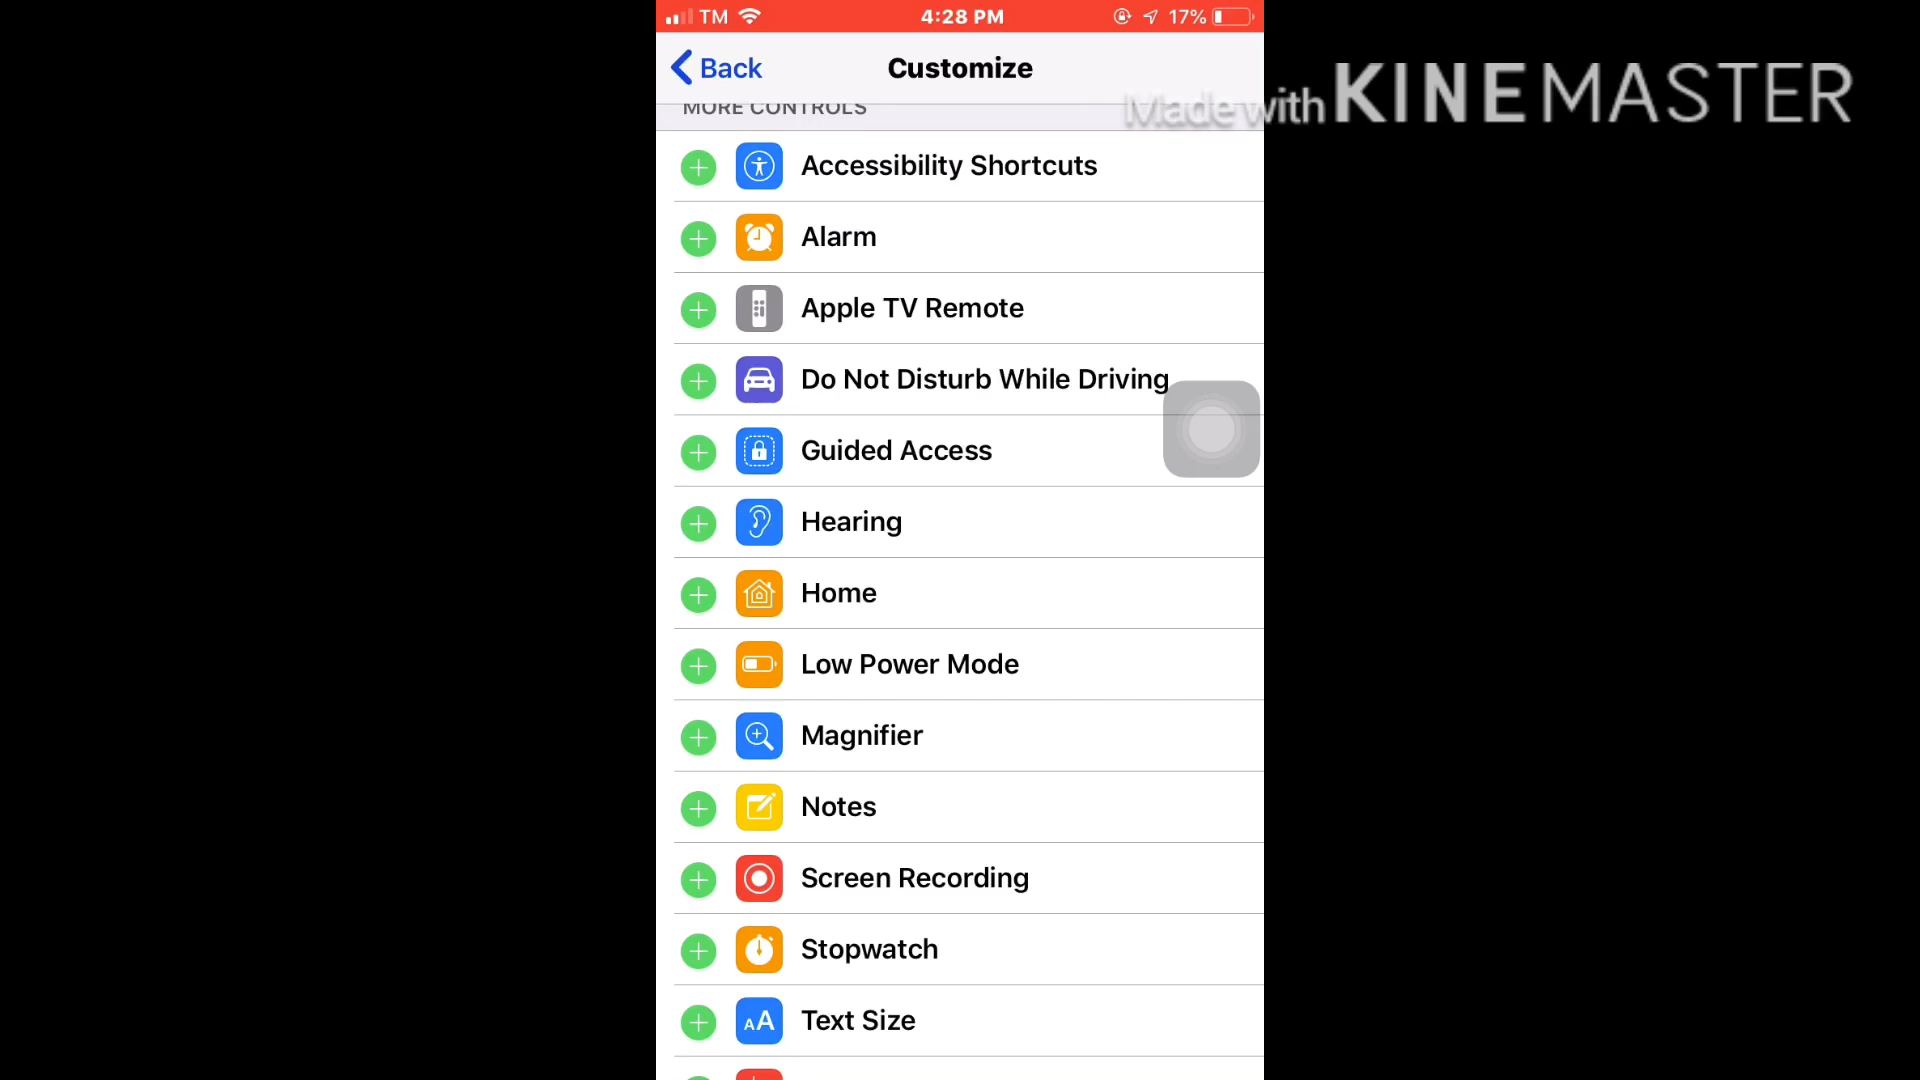 TM 4:28 PM 17%
Back Customize
Made with KINEMASTER
MORE CONTROLS
Accessibility Shortcuts
Alarm
Apple TV Remote
Do Not Disturb While Driving
Guided Access
Hearing
Home
Low Power Mode
Magnifier
Notes
Screen Recording
Stopwatch
AA Text Size